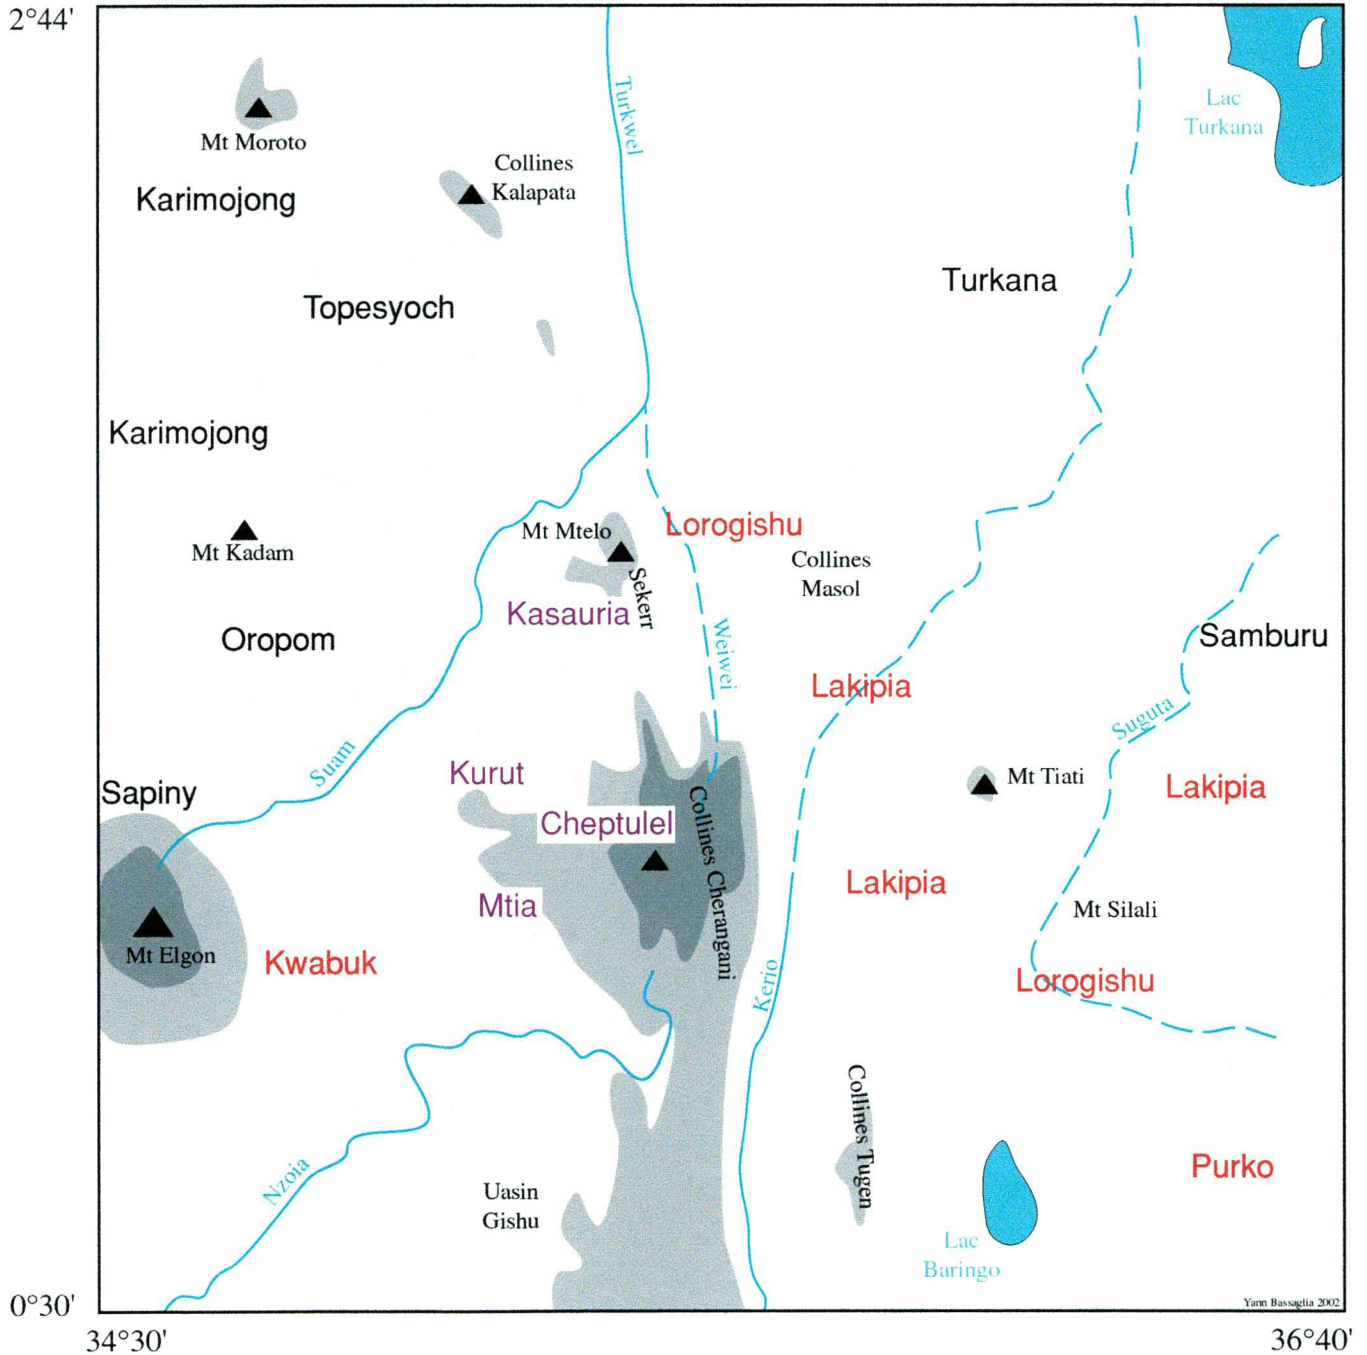 2°44'
Turkwel
Lac
Turkana
Mt Moroto
Collines
Kalapata
Karimojong
Turkana
Topesyoch
Karimojong
Mt Mtelo
Lorogishu
Mt Kadam
Collines
Masol
Sekerr
Kasauria
Oropom
Weiwei
Samburu
Lakipia
Suguta
Suam
Kurut
Mt Tiati
Sapiny
Lakipia
Cheptulel
Collines Cherangani
Lakipia
Mtia
Mt Silali
Mt Elgon
Kwabuk
Kerio
Lorogishu
Collines Tugen
Nzoia
Purko
Uasin
Gishu
Lac
Baringo
0°30'
Yann Bassaglia 2002
34°30'
36°40'